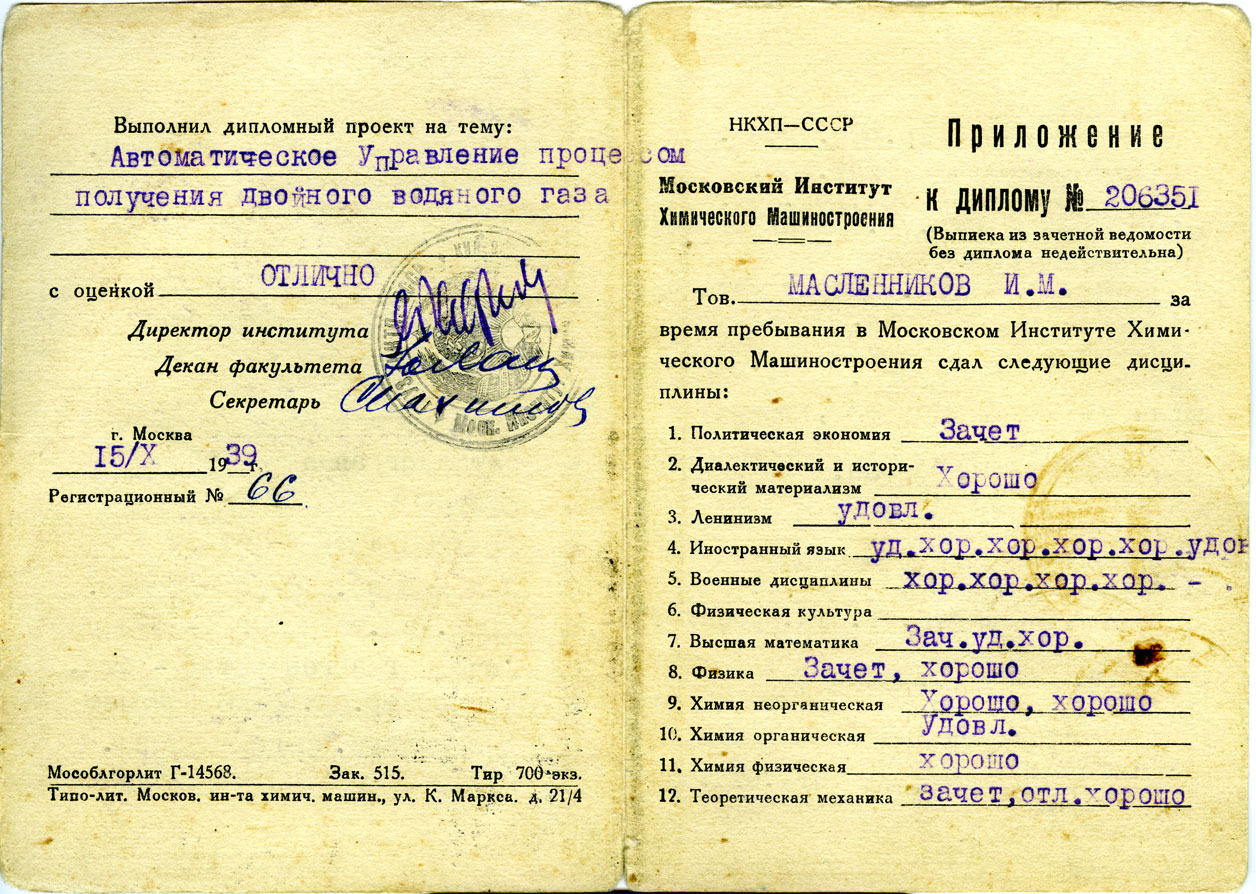 Выполнил дипломный проект на тему:
Автоматическое Управление процессом
получения двойного водяного газа
с оценкой ОТЛИЧНО
Директор института
Декан факультета
Секретарь
г. Москва
15/X 1939 г.
Регистрационный № 66
Мособлгорлит Г-14568. Зак. 515. Тир 700 экз.
Типо-лит. Москов. ин-та химич. машин., ул. К. Маркса. д. 21/4
НКХП—СССР
Московский Институт
Химического Машиностроения
Приложение
к диплому № 206351
(Выписка из зачетной ведомости
без диплома недействительна)
Тов. МАСЛЕННИКОВ И.М. за
время пребывания в Московском Институте Хими-
ческого Машиностроения сдал следующие дисци-
плины:
1. Политическая экономия Зачет
2. Диалектический и истори-
ческий материализм Хорошо
3. Ленинизм удовл.
4. Иностранный язык уд.хор.хор.хор.хор.удов
5. Военные дисциплины хор.хор.хор.хор. - .
6. Физическая культура
7. Высшая математика Зач.уд.хор.
8. Физика Зачет, хорошо
9. Химия неорганическая Хорошо, хорошо
10. Химия органическая Удовл.
11. Химия физическая хорошо
12. Теоретическая механика зачет,отл.хорошо